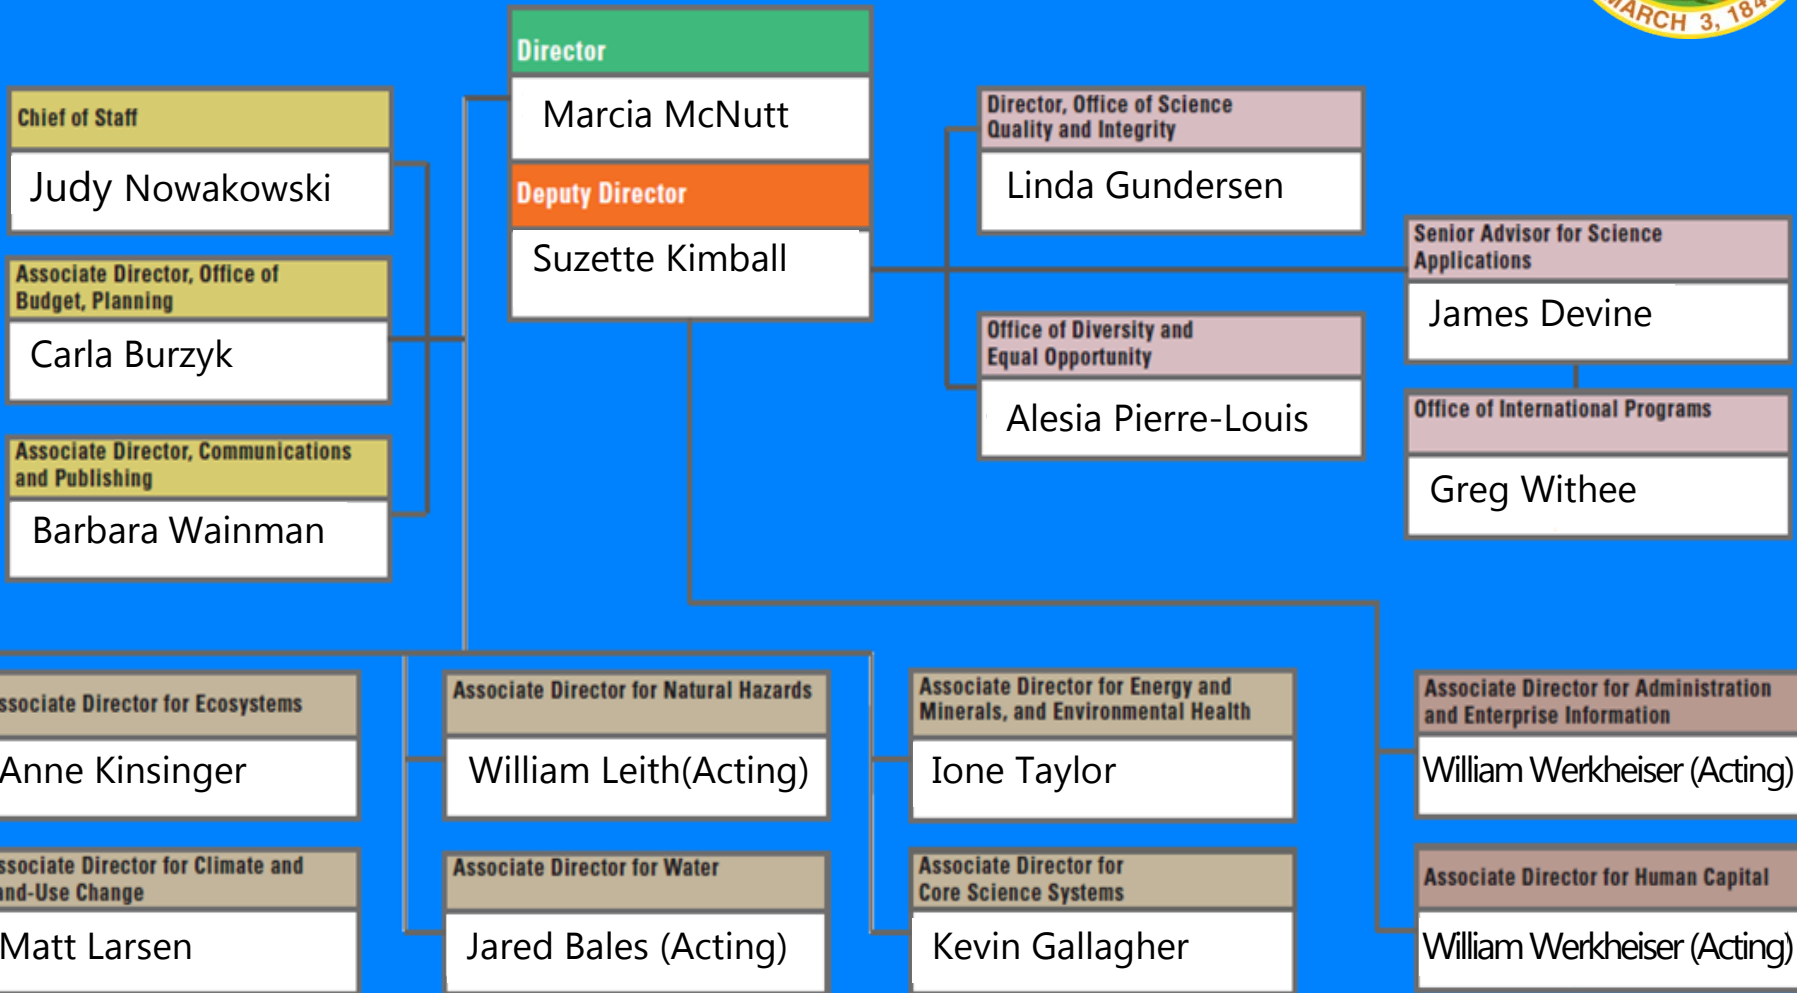 MARCH 3, 184
Director
Marcia McNutt
Deputy Director
Suzette Kimball
Chief of Staff
Judy Nowakowski
Associate Director, Office of
Budget, Planning
Carla Burzyk
Associate Director, Communications
and Publishing
Barbara Wainman
Director, Office of Science
Quality and Integrity
Linda Gundersen
Office of Diversity and
Equal Opportunity
Alesia Pierre-Louis
Senior Advisor for Science
Applications
James Devine
Office of International Programs
Greg Withee
ssociate Director for Ecosystems
Anne Kinsinger
Associate Director for Natural Hazards
William Leith(Acting)
Associate Director for Energy and
Minerals, and Environmental Health
Ione Taylor
Associate Director for Administration
and Enterprise Information
William Werkheiser (Acting)
ssociate Director for Climate and
and-Use Change
Matt Larsen
Associate Director for Water
Jared Bales (Acting)
Associate Director for
Core Science Systems
Kevin Gallagher
Associate Director for Human Capital
William Werkheiser (Acting)